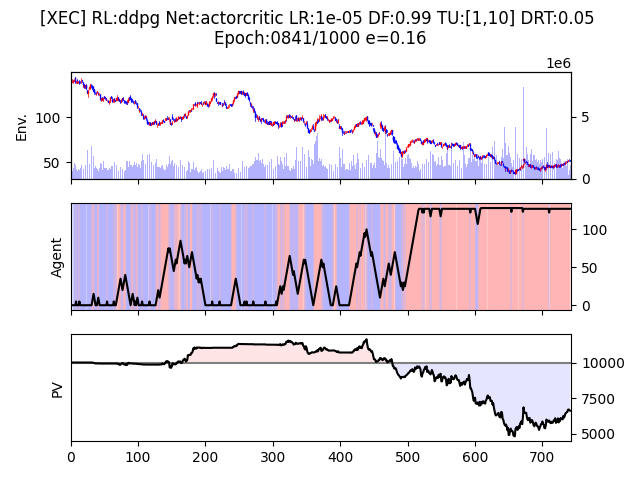 [XEC] RL:ddpg Net:actorcritic LR:1e-05 DF:0.99 TU:[1,10] DRT:0.05
Epoch:0841/1000 e=0.16
1e6
Env.
100
50
5
0
Agent
100
50
0
PV
10000
7500
5000
0 100 200 300 400 500 600 700